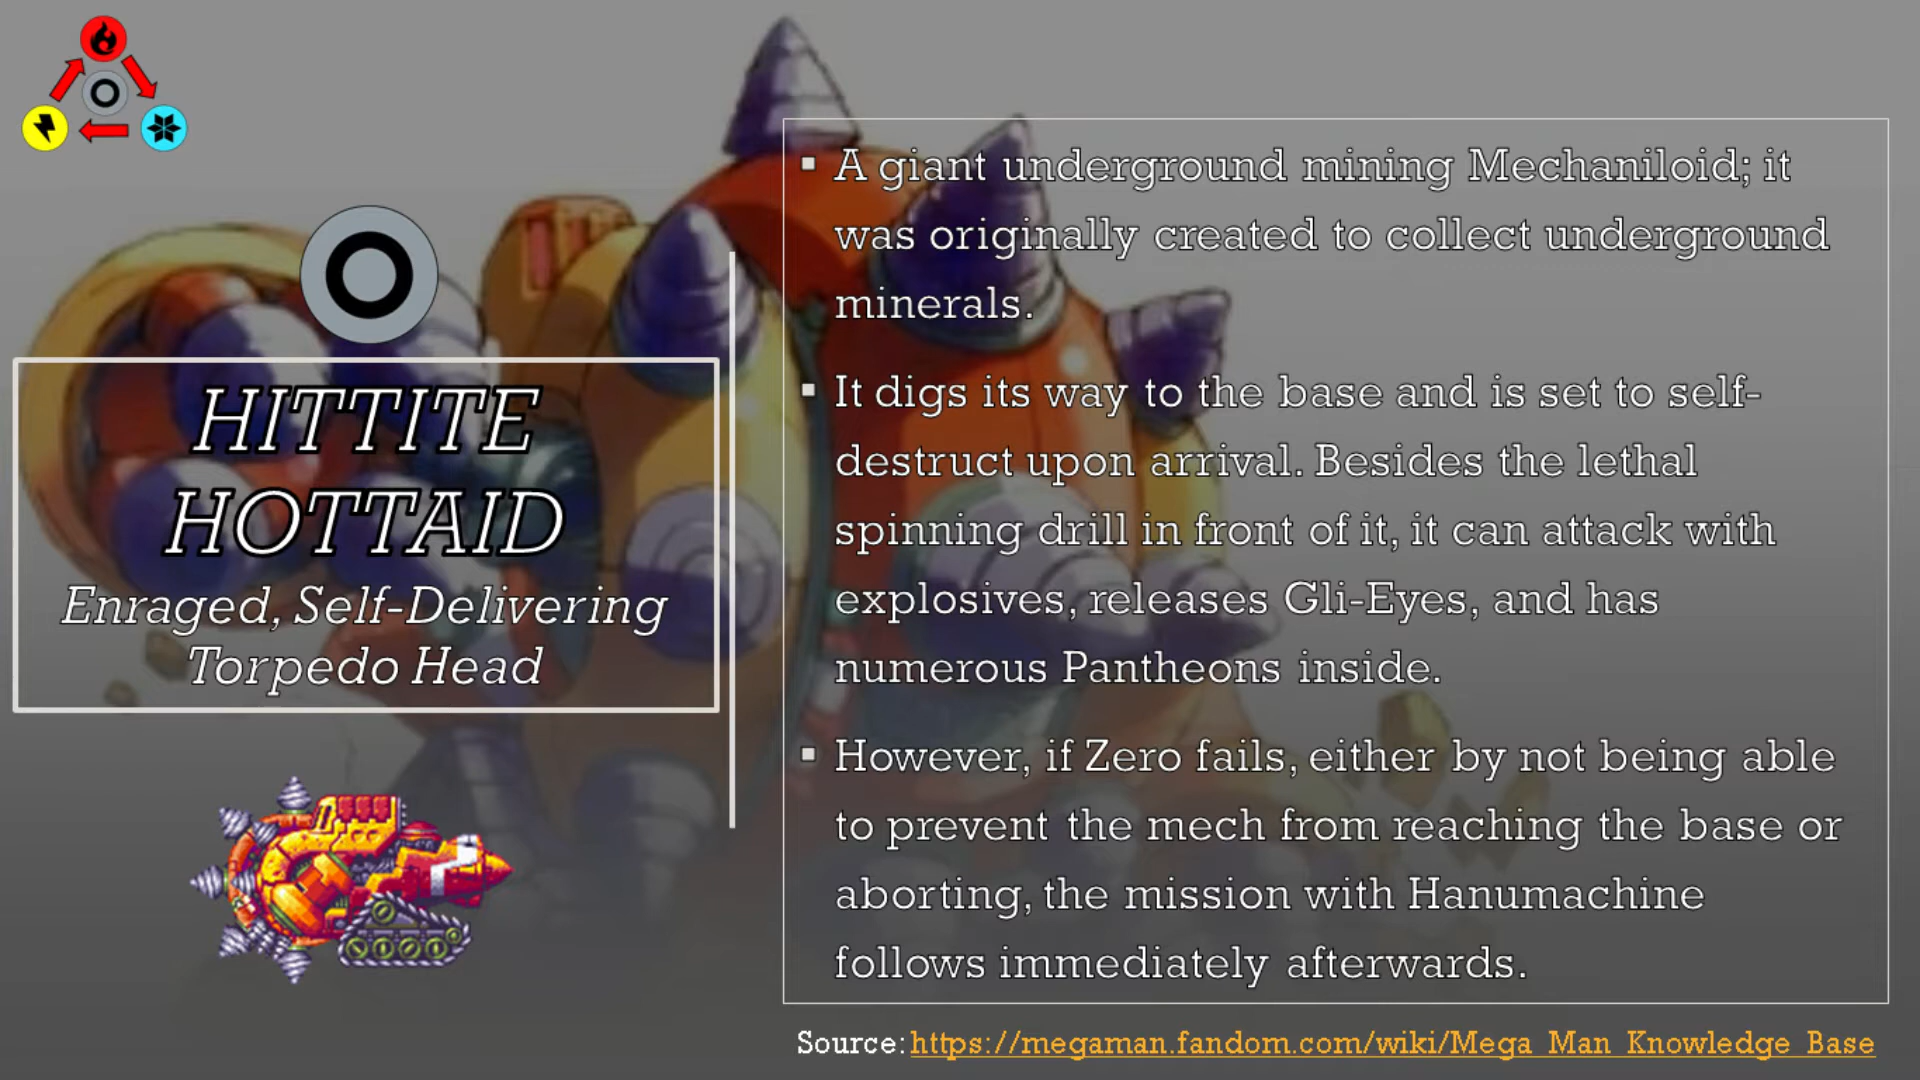 HITTITE
HOTTAID
Enraged, Self-Delivering
Torpedo Head
▪ A giant underground mining Mechaniloid; it
was originally created to collect underground
minerals.
▪ It digs its way to the base and is set to self-
destruct upon arrival. Besides the lethal
spinning drill in front of it, it can attack with
explosives, releases Gli-Eyes, and has
numerous Pantheons inside.
▪ However, if Zero fails, either by not being able
to prevent the mech from reaching the base or
aborting, the mission with Hanumachine
follows immediately afterwards.
Source: https://megaman.fandom.com/wiki/Mega_Man_Knowledge_Base